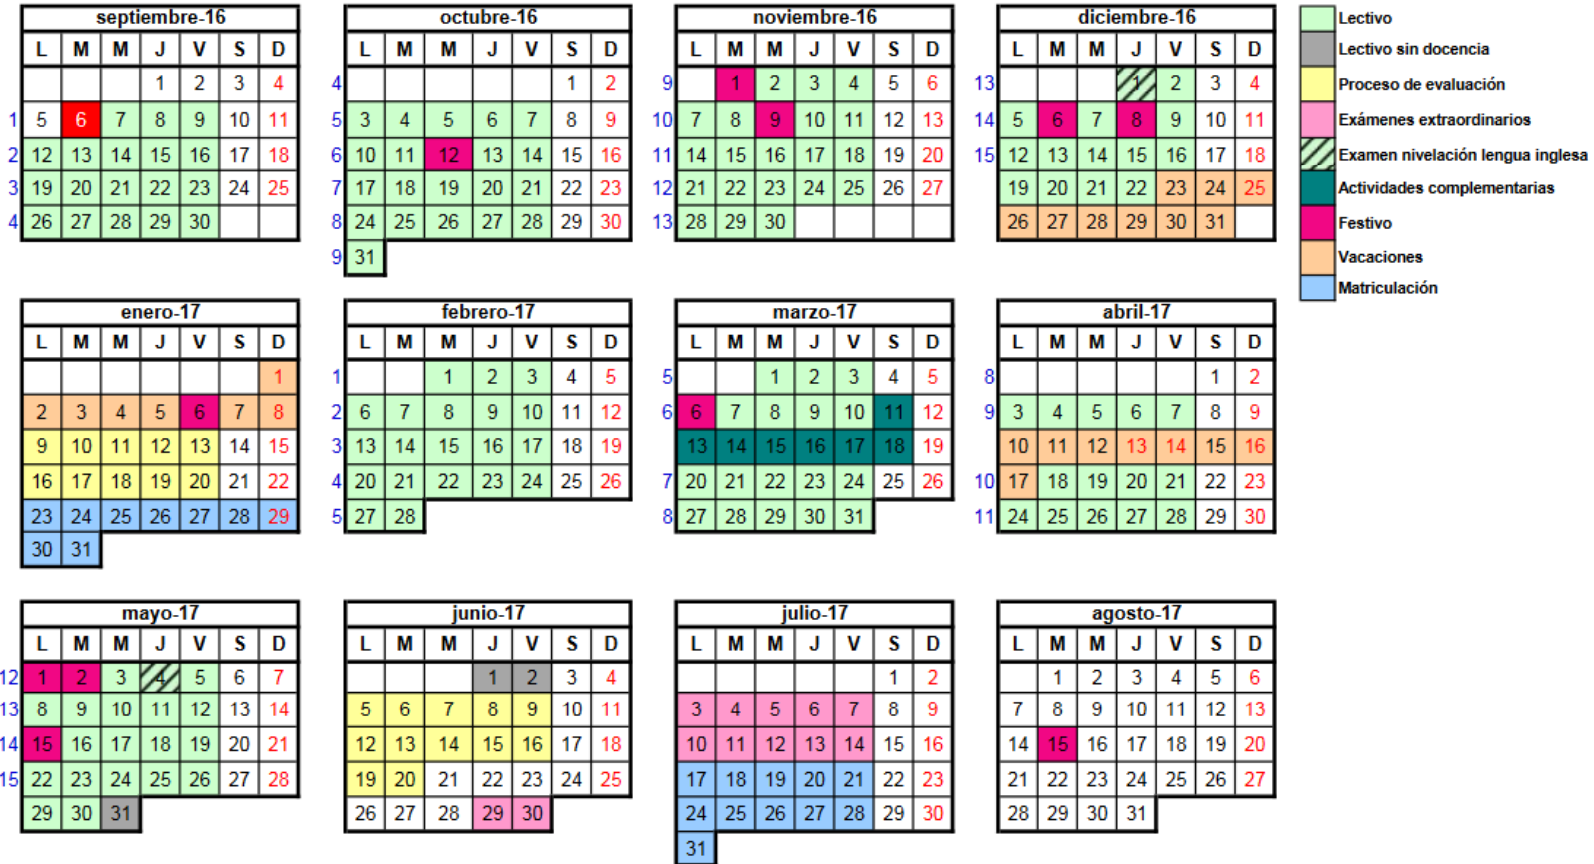 septiembre-16
L M M J V S D
1 2 3 4
1 5 6 7 8 9 10 11
2 12 13 14 15 16 17 18
3 19 20 21 22 23 24 25
4 26 27 28 29 30
octubre-16
L M M J V S D
4 1 2
5 3 4 5 6 7 8 9
6 10 11 12 13 14 15 16
7 17 18 19 20 21 22 23
8 24 25 26 27 28 29 30
9 31
noviembre-16
L M M J V S D
9 1 2 3 4 5 6
10 7 8 9 10 11 12 13
11 14 15 16 17 18 19 20
12 21 22 23 24 25 26 27
13 28 29 30
diciembre-16
L M M J V S D
13 1 2 3 4
14 5 6 7 8 9 10 11
15 12 13 14 15 16 17 18
19 20 21 22 23 24 25
26 27 28 29 30 31
Lectivo
Lectivo sin docencia
Proceso de evaluación
Exámenes extraordinarios
Examen nivelación lengua inglesa
Actividades complementarias
Festivo
Vacaciones
Matriculación
enero-17
L M M J V S D
1
2 3 4 5 6 7 8
9 10 11 12 13 14 15
16 17 18 19 20 21 22
23 24 25 26 27 28 29
30 31
febrero-17
L M M J V S D
1 1 2 3 4 5
2 6 7 8 9 10 11 12
3 13 14 15 16 17 18 19
4 20 21 22 23 24 25 26
5 27 28
marzo-17
L M M J V S D
5 1 2 3 4 5
6 6 7 8 9 10 11 12
13 14 15 16 17 18 19
7 20 21 22 23 24 25 26
8 27 28 29 30 31
abril-17
L M M J V S D
8 1 2
9 3 4 5 6 7 8 9
10 11 12 13 14 15 16
10 17 18 19 20 21 22 23
11 24 25 26 27 28 29 30
mayo-17
L M M J V S D
12 1 2 3 4 5 6 7
13 8 9 10 11 12 13 14
14 15 16 17 18 19 20 21
15 22 23 24 25 26 27 28
29 30 31
junio-17
L M M J V S D
1 2 3 4
5 6 7 8 9 10 11
12 13 14 15 16 17 18
19 20 21 22 23 24 25
26 27 28 29 30
julio-17
L M M J V S D
1 2
3 4 5 6 7 8 9
10 11 12 13 14 15 16
17 18 19 20 21 22 23
24 25 26 27 28 29 30
31
agosto-17
L M M J V S D
1 2 3 4 5 6
7 8 9 10 11 12 13
14 15 16 17 18 19 20
21 22 23 24 25 26 27
28 29 30 31